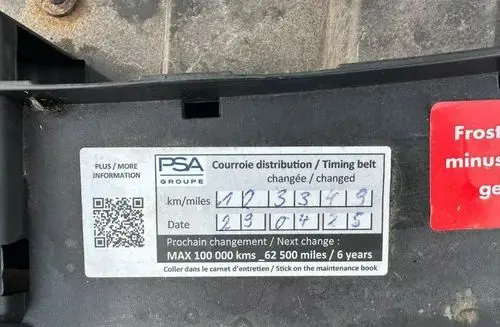 PLUS / MORE
INFORMATION
PSA
GROUPE
Courroie distribution / Timing belt
changée / changed
km/miles 1 2 3 3 4 9
Date 2 9 0 4 2 5
Prochain changement / Next change :
MAX 100 000 kms _62 500 miles / 6 years
Coller dans le carnet d'entretien / Stick on the maintenance book
Frost
minus
ge